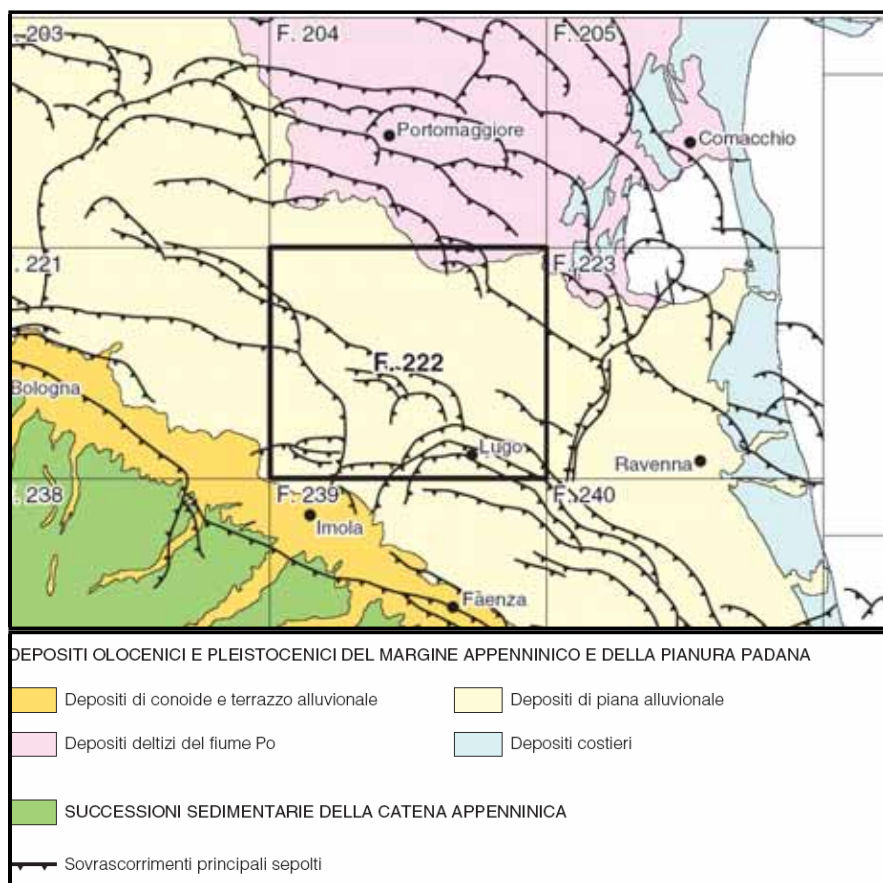 F. 203
F. 204
F. 205
Portomaggiore
Comacchio
. 221
F. 223
F. 222
Bologna
Lugo
Ravenna
. 238
F. 239
F. 240
Imola
Faenza
DEPOSITI OLOCENICI E PLEISTOCENICI DEL MARGINE APPENNINICO E DELLA PIANURA PADANA
Depositi di conoide e terrazzo alluvionale
Depositi di piana alluvionale
Depositi deltizi del fiume Po
Depositi costieri
SUCCESSIONI SEDIMENTARIE DELLA CATENA APPENNINICA
Sovrascorrimenti principali sepolti